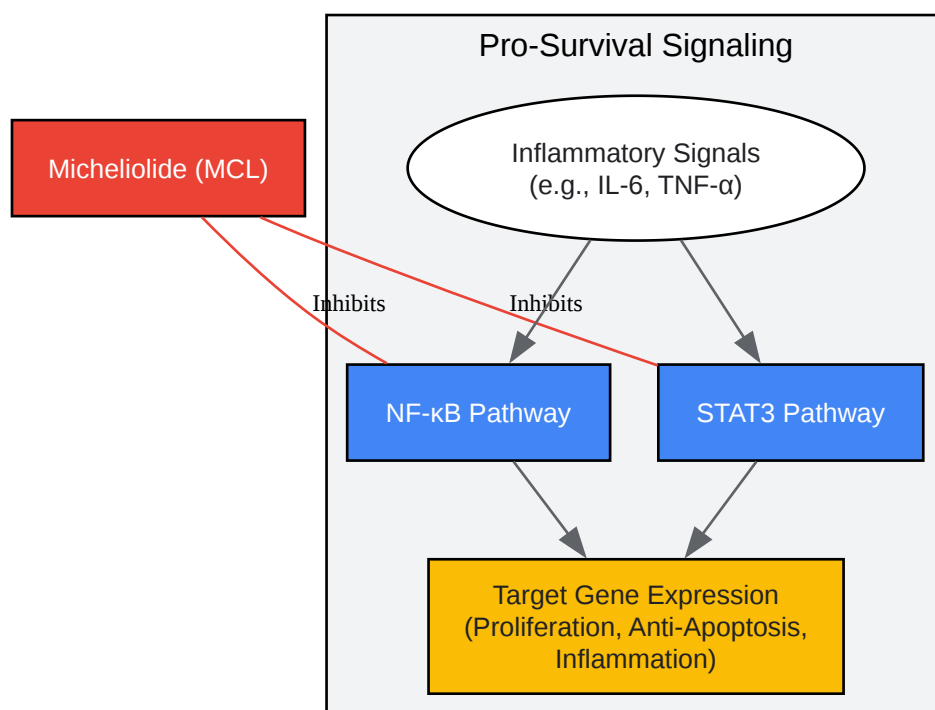 Pro-Survival Signaling
Micheliolide (MCL)
Inflammatory Signals
(e.g., IL-6, TNF-α)
Inhibits
Inhibits
NF-κB Pathway
STAT3 Pathway
Target Gene Expression
(Proliferation, Anti-Apoptosis,
Inflammation)